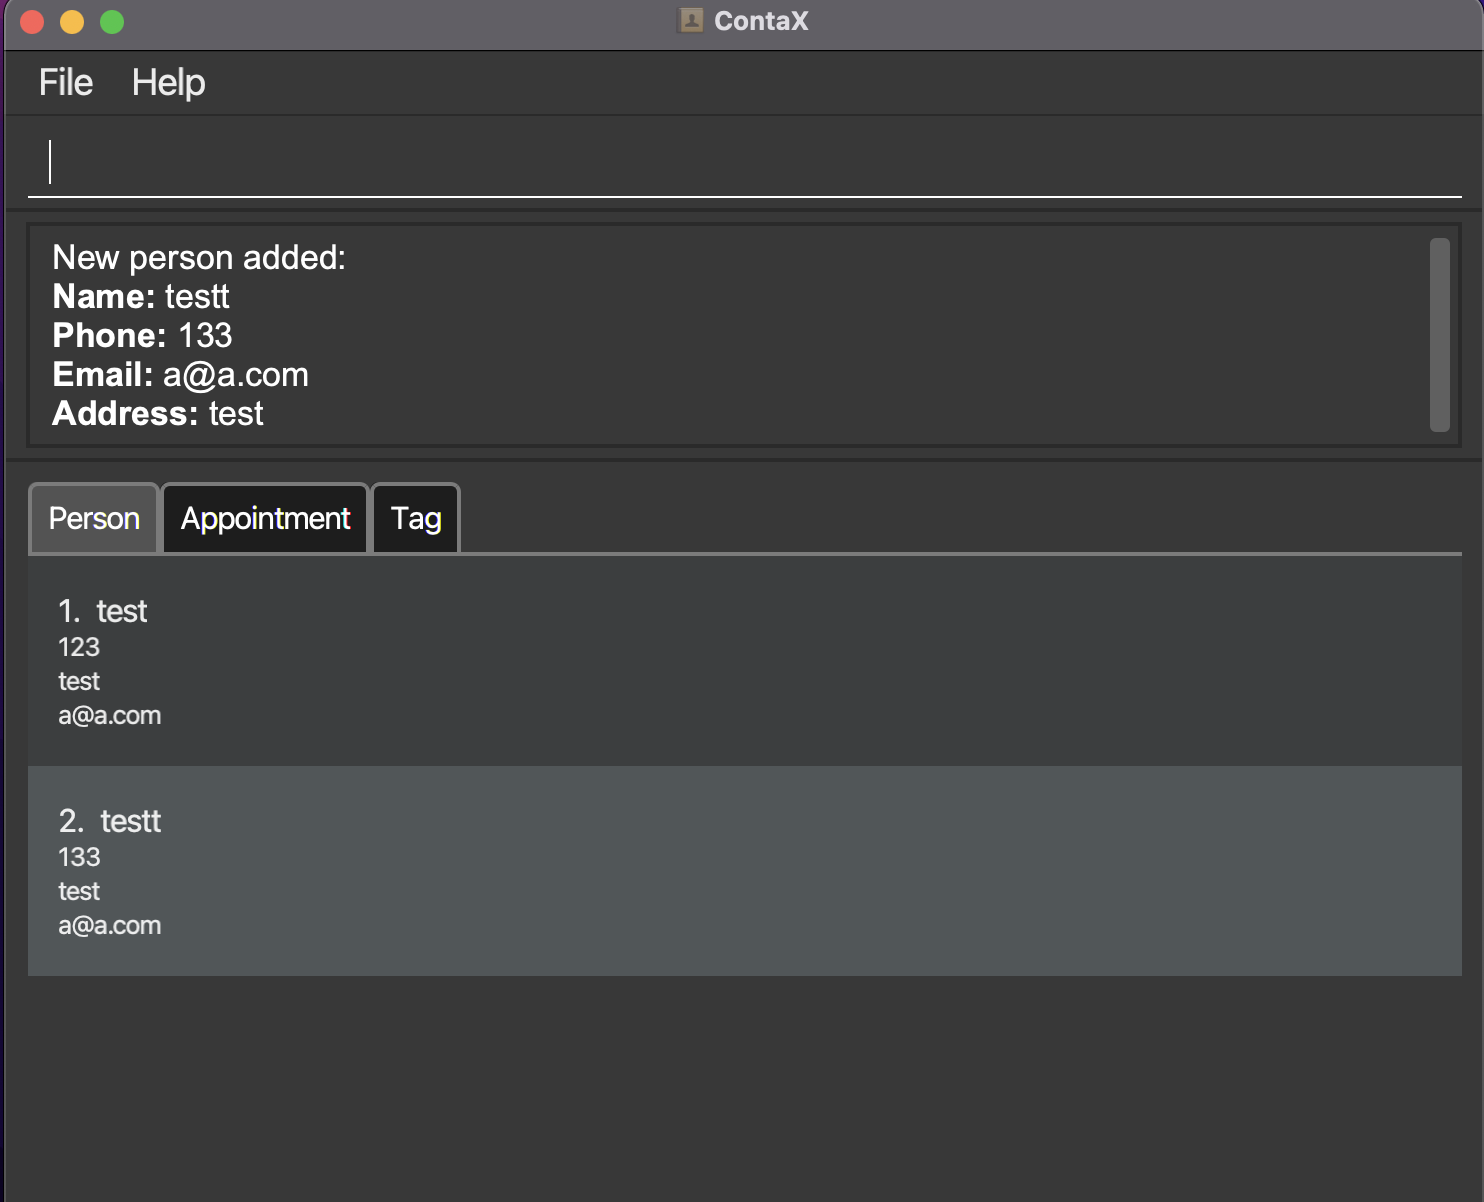 ContaX
File Help
New person added:
Name: testt
Phone: 133
Email: a@a.com
Address: test
Person Appointment Tag
1. test
123
test
a@a.com
2. testt
133
test
a@a.com